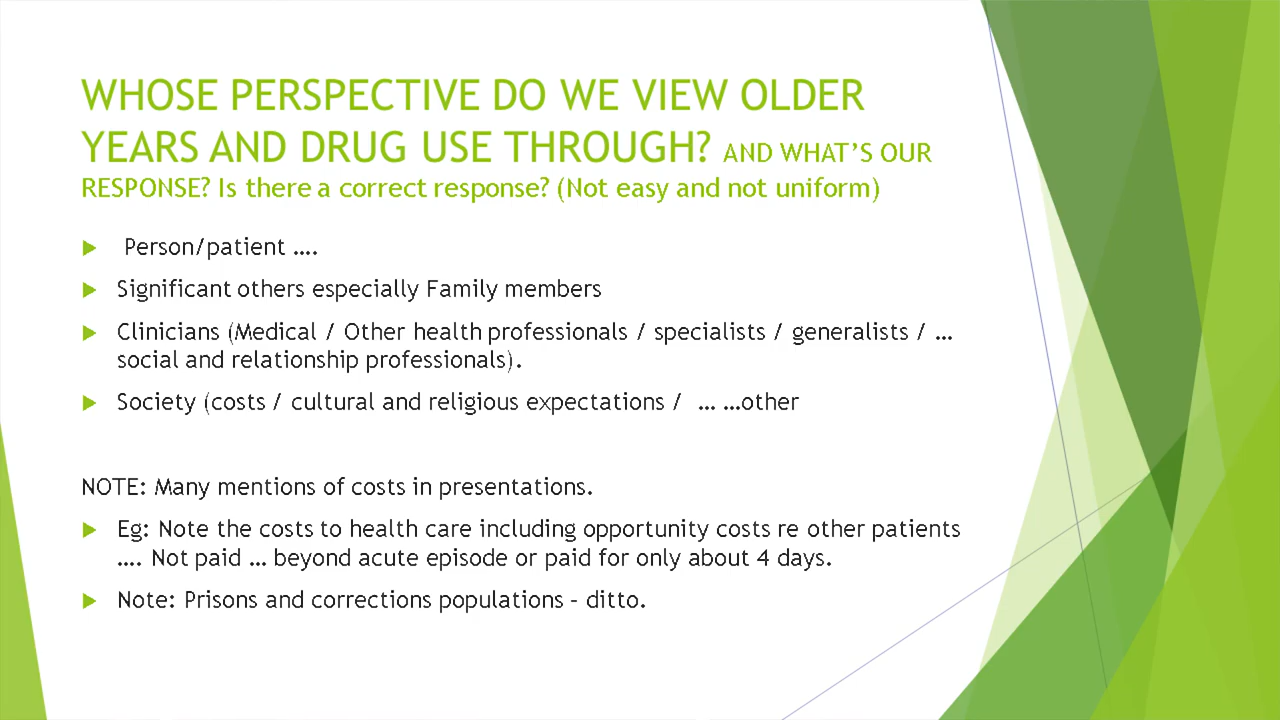 WHOSE PERSPECTIVE DO WE VIEW OLDER
YEARS AND DRUG USE THROUGH? AND WHAT'S OUR
RESPONSE? Is there a correct response? (Not easy and not uniform)
Person/patient ….
Significant others especially Family members
Clinicians (Medical / Other health professionals / specialists / generalists / …
social and relationship professionals).
Society (costs / cultural and religious expectations / … …other
NOTE: Many mentions of costs in presentations.
Eg: Note the costs to health care including opportunity costs re other patients
…. Not paid … beyond acute episode or paid for only about 4 days.
Note: Prisons and corrections populations – ditto.